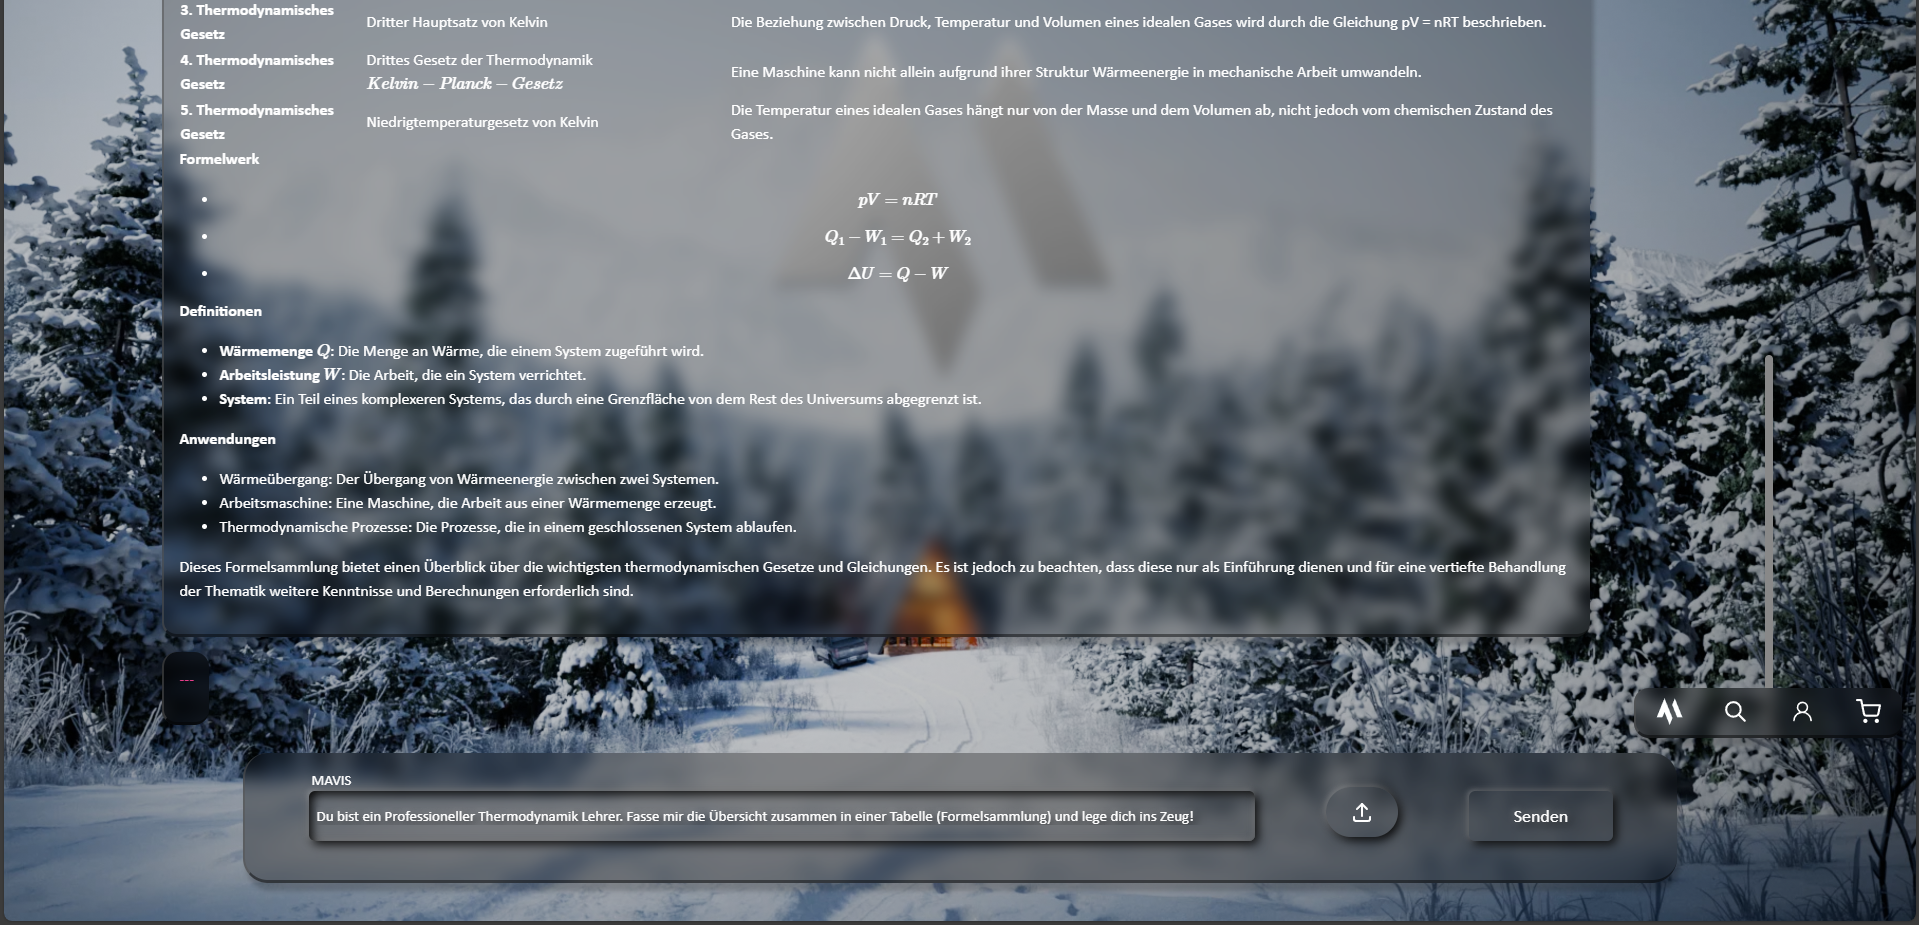 3. Thermodynamisches
Gesetz
Dritter Hauptsatz von Kelvin
Die Beziehung zwischen Druck, Temperatur und Volumen eines idealen Gases wird durch die Gleichung pV = nRT beschrieben.
4. Thermodynamisches
Gesetz
Drittes Gesetz der Thermodynamik
Kelvin − Planck − Gesetz
Eine Maschine kann nicht allein aufgrund ihrer Struktur Wärmeenergie in mechanische Arbeit umwandeln.
5. Thermodynamisches
Gesetz
Niedrigtemperaturgesetz von Kelvin
Die Temperatur eines idealen Gases hängt nur von der Masse und dem Volumen ab, nicht jedoch vom chemischen Zustand des
Gases.
Formelwerk
• pV = nRT
• Q₁ − W₁ = Q₂ + W₂
• ΔU = Q − W
Definitionen
• Wärmemenge Q: Die Menge an Wärme, die einem System zugeführt wird.
• Arbeitsleistung W: Die Arbeit, die ein System verrichtet.
• System: Ein Teil eines komplexeren Systems, das durch eine Grenzfläche von dem Rest des Universums abgegrenzt ist.
Anwendungen
• Wärmeübergang: Der Übergang von Wärmeenergie zwischen zwei Systemen.
• Arbeitsmaschine: Eine Maschine, die Arbeit aus einer Wärmemenge erzeugt.
• Thermodynamische Prozesse: Die Prozesse, die in einem geschlossenen System ablaufen.
Dieses Formelsammlung bietet einen Überblick über die wichtigsten thermodynamischen Gesetze und Gleichungen. Es ist jedoch zu beachten, dass diese nur als Einführung dienen und für eine vertiefte Behandlung
der Thematik weitere Kenntnisse und Berechnungen erforderlich sind.
---
MAVIS
Du bist ein Professioneller Thermodynamik Lehrer. Fasse mir die Übersicht zusammen in einer Tabelle (Formelsammlung) und lege dich ins Zeug!
Senden